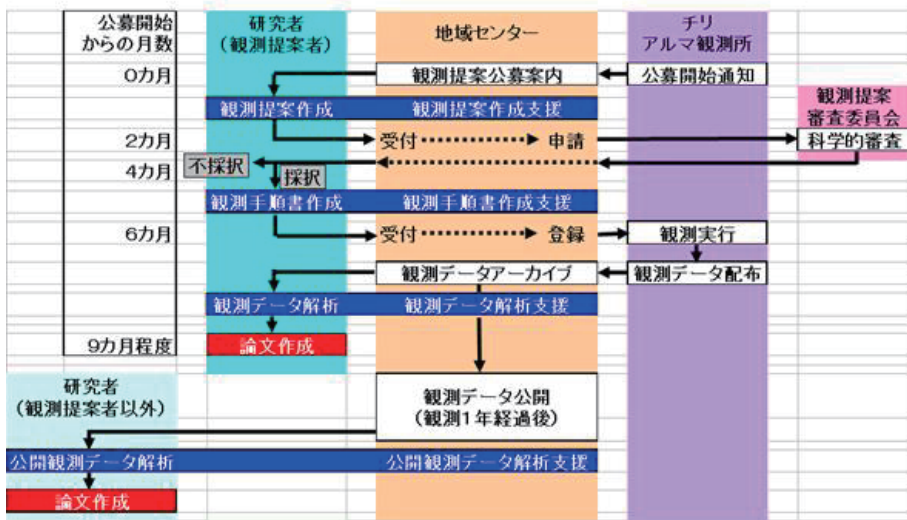 公募開始
からの月数
研究者
(観測提案者)
地域センター
チリ
アルマ観測所
0カ月
観測提案公募案内
公募開始通知
観測提案
審査委員会
観測提案作成
観測提案作成支援
2カ月
受付
申請
科学的審査
不採択
採択
4カ月
観測手順書作成
観測手順書作成支援
6カ月
受付
登録
観測実行
観測データアーカイブ
観測データ配布
観測データ解析
観測データ解析支援
9カ月程度
論文作成
研究者
(観測提案者以外)
観測データ公開
(観測1年経過後)
公開観測データ解析
公開観測データ解析支援
論文作成